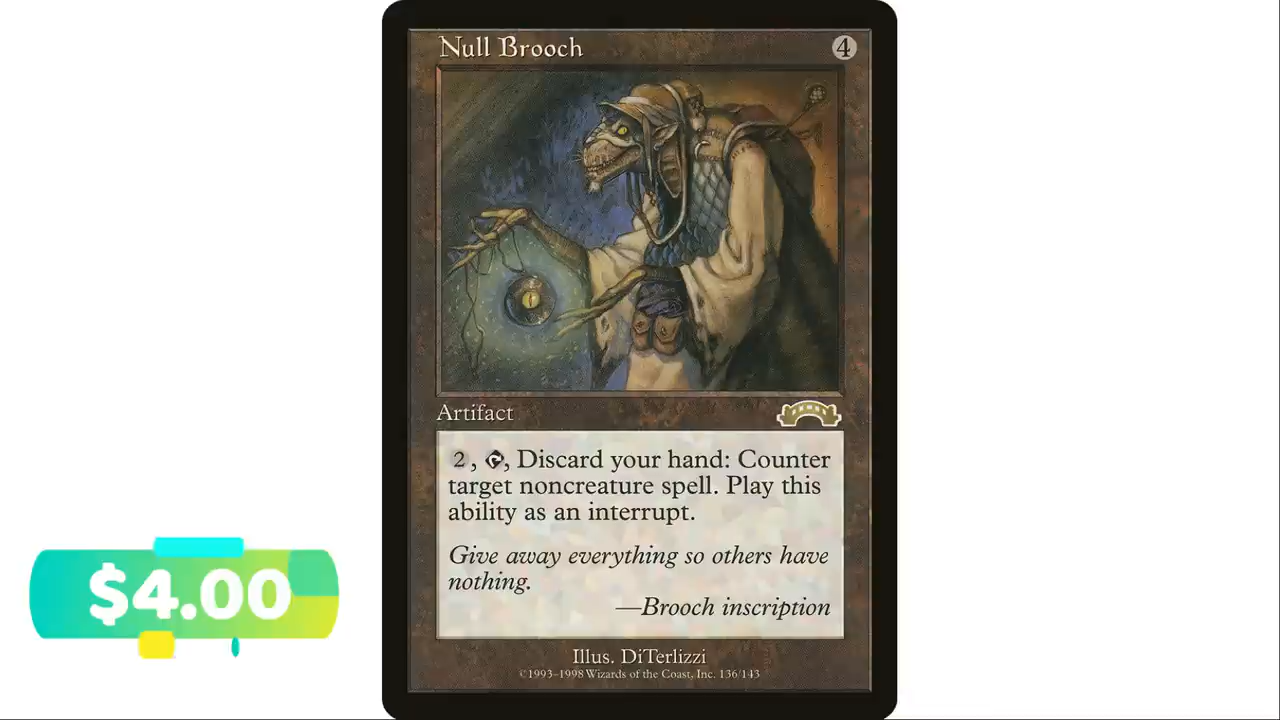 Null Brooch
4
Artifact
2, , Discard your hand: Counter
target noncreature spell. Play this
ability as an interrupt.
Give away everything so others have
nothing.
—Brooch inscription
Illus. DiTerlizzi
©1993–1998 Wizards of the Coast, Inc. 136/143
$4.00